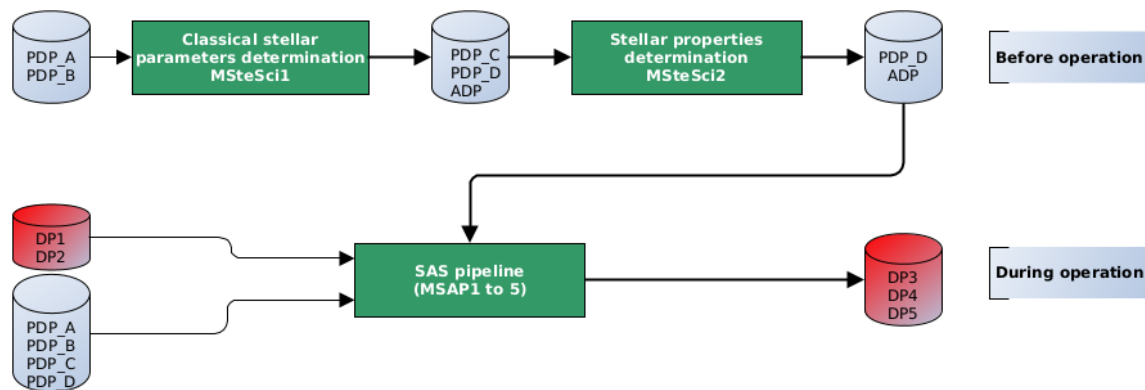 PDP_A
PDP_B
Classical stellar
parameters determination
MSteSci1
PDP_C
PDP_D
ADP
Stellar properties
determination
MSteSci2
PDP_D
ADP
Before operation
DP1
DP2
PDP_A
PDP_B
PDP_C
PDP_D
SAS pipeline
(MSAP1 to 5)
DP3
DP4
DP5
During operation